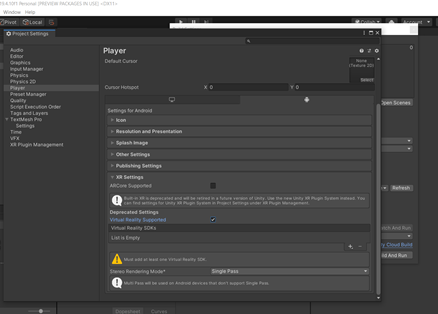 19.4.10f1 Personal [PREVIEW PACKAGES IN USE] <DX11>
Window Help
Pivot Local
Collab
Account
Project Settings
Audio
Editor
Graphics
Input Manager
Physics
Physics 2D
Player
Preset Manager
Quality
Script Execution Order
Tags and Layers
TextMesh Pro
Settings
Time
VFX
XR Plugin Management
Player
Default Cursor
None
(Texture 2D)
Select
Cursor Hotspot X 0 Y 0
Settings for Android
Icon
Resolution and Presentation
Splash Image
Other Settings
Publishing Settings
XR Settings
ARCore Supported
Built-in XR is deprecated and will be retired in a future version of Unity. Use the new Unity XR Plugin System instead. You can find settings for Unity XR Plugin System in Project Settings under XR Plugin Management.
Deprecated Settings
Virtual Reality Supported
Virtual Reality SDKs
List is Empty
Must add at least one Virtual Reality SDK.
Stereo Rendering Mode* Single Pass
Multi Pass will be used on Android devices that don't support Single Pass.
0
Open Scenes
Refresh
Cloud Build
Build And Run
Dopesheet Curves